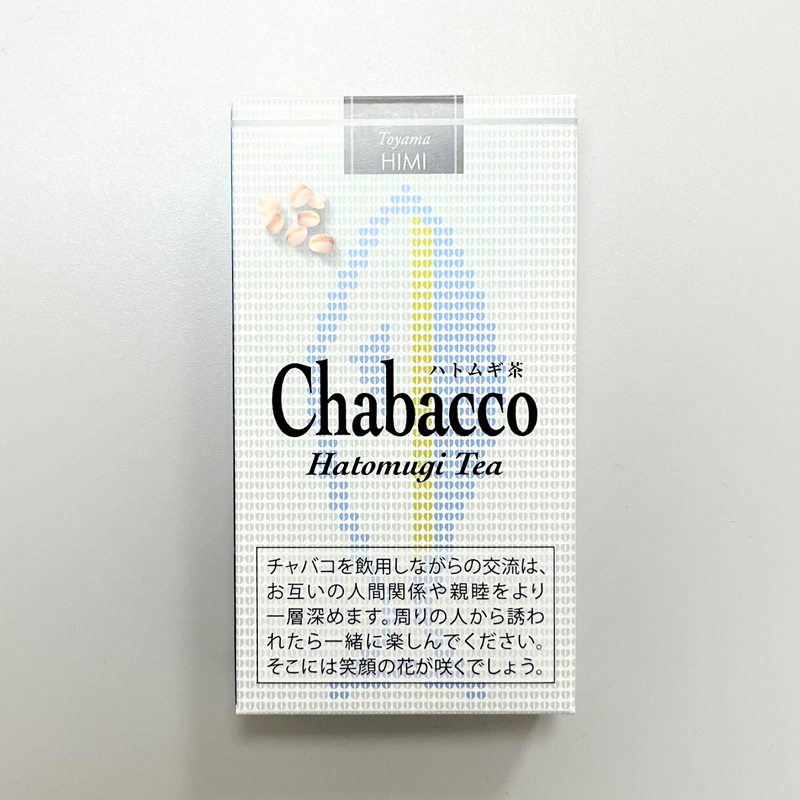 Toyama
HIMI
ハトムギ茶
Chabacco
Hatomugi Tea
チャバコを飲用しながらの交流は、
お互いの人間関係や親睦をより
一層深めます。周りの人から誘わ
れたら一緒に楽しんでください。
そこには笑顔の花が咲くでしょう。